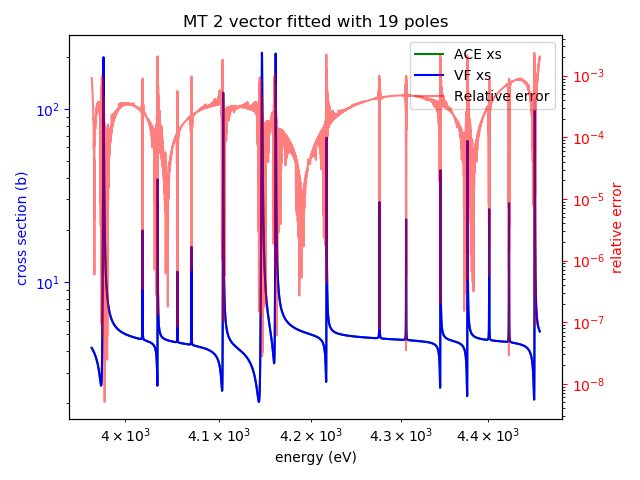 MT 2 vector fitted with 19 poles
ACE xs
VF xs
Relative error
cross section (b)
10²
10¹
relative error
10⁻³
10⁻⁴
10⁻⁵
10⁻⁶
10⁻⁷
10⁻⁸
4 × 10³ 4.1 × 10³ 4.2 × 10³ 4.3 × 10³ 4.4 × 10³
energy (eV)